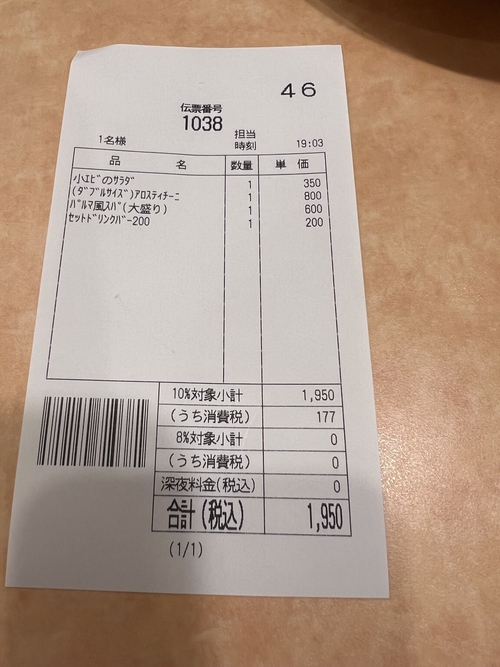 46
伝票番号
1038
担当
1名様 時刻 19:03
品 名 数量 単 価
小ｴﾋﾞのｻﾗﾀﾞ 1 350
(ﾀﾞﾌﾞﾙｻｲｽﾞ)ｱﾛｽﾃｨﾁｰﾆ 1 800
ﾊﾟﾙﾏ風ｽﾊﾟ(大盛り) 1 600
ｾｯﾄﾄﾞﾘﾝｸﾊﾞｰ200 1 200
10%対象小計 1,950
(うち消費税) 177
8%対象小計 0
(うち消費税) 0
深夜料金(税込) 0
合計(税込) 1,950
(1/1)